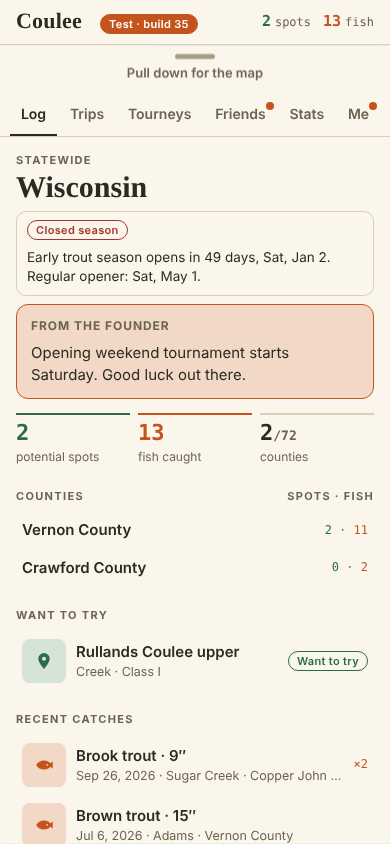 Coulee Test · build 35 2 spots 13 fish
Pull down for the map
Log Trips Tourneys Friends Stats Me
STATEWIDE
Wisconsin
Closed season
Early trout season opens in 49 days, Sat, Jan 2.
Regular opener: Sat, May 1.
FROM THE FOUNDER
Opening weekend tournament starts
Saturday. Good luck out there.
2 13 2/72
potential spots fish caught counties
COUNTIES SPOTS · FISH
Vernon County 2 · 11
Crawford County 0 · 2
WANT TO TRY
Rullands Coulee upper Want to try
Creek · Class I
RECENT CATCHES
Brook trout · 9″ ×2
Sep 26, 2026 · Sugar Creek · Copper John ...
Brown trout · 15″
Jul 6, 2026 · Adams · Vernon County